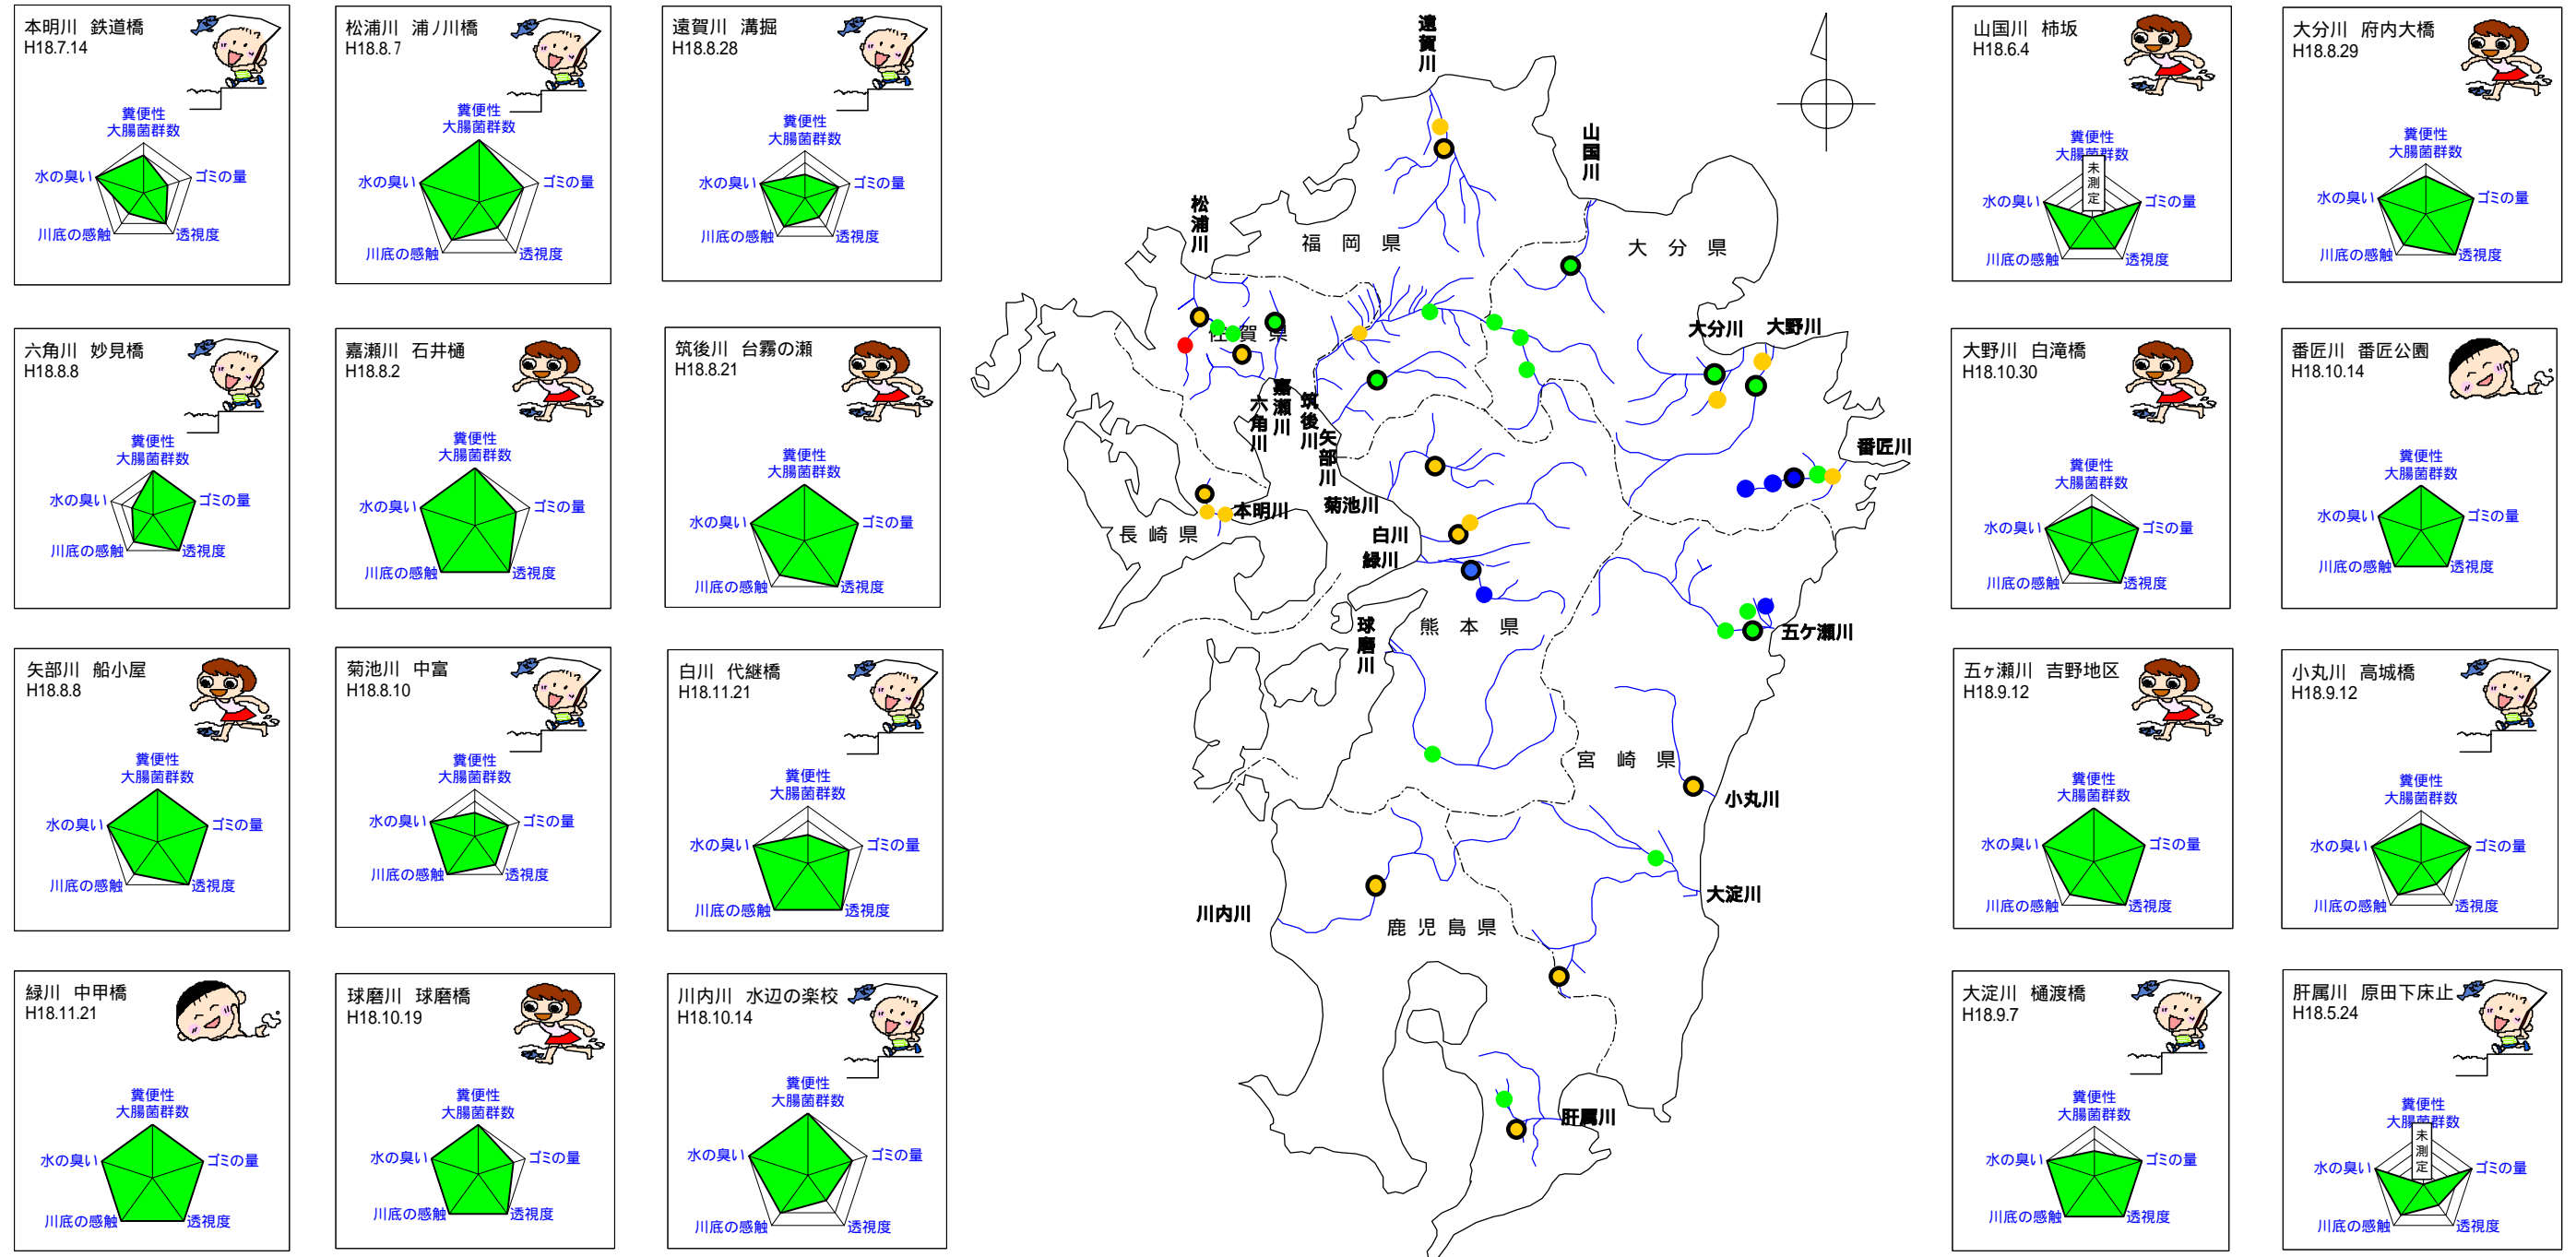 本明川 鉄道橋
H18.7.14
糞便性
大腸菌群数
水の臭い
ゴミの量
川底の感触
透視度
松浦川 浦ノ川橋
H18.8.7
糞便性
大腸菌群数
水の臭い
ゴミの量
川底の感触
透視度
遠賀川 溝掘
H18.8.28
糞便性
大腸菌群数
水の臭い
ゴミの量
川底の感触
透視度
六角川 妙見橋
H18.8.8
糞便性
大腸菌群数
水の臭い
ゴミの量
川底の感触
透視度
嘉瀬川 石井樋
H18.8.2
糞便性
大腸菌群数
水の臭い
ゴミの量
川底の感触
透視度
筑後川 台霧の瀬
H18.8.21
糞便性
大腸菌群数
水の臭い
ゴミの量
川底の感触
透視度
矢部川 船小屋
H18.8.8
糞便性
大腸菌群数
水の臭い
ゴミの量
川底の感触
透視度
菊池川 中富
H18.8.10
糞便性
大腸菌群数
水の臭い
ゴミの量
川底の感触
透視度
白川 代継橋
H18.11.21
糞便性
大腸菌群数
水の臭い
ゴミの量
川底の感触
透視度
緑川 中甲橋
H18.11.21
糞便性
大腸菌群数
水の臭い
ゴミの量
川底の感触
透視度
球磨川 球磨橋
H18.10.19
糞便性
大腸菌群数
水の臭い
ゴミの量
川底の感触
透視度
川内川 水辺の楽校
H18.10.14
糞便性
大腸菌群数
水の臭い
ゴミの量
川底の感触
透視度
遠賀川
山国川
松浦川
福岡県
大分県
佐賀県
大分川
大野川
嘉瀬川
六角川
筑後川
矢部川
番匠川
菊池川
本明川
長崎県
白川
緑川
球磨川
熊本県
五ケ瀬川
宮崎県
小丸川
大淀川
川内川
鹿児島県
肝属川
山国川 柿坂
H18.6.4
糞便性
大腸菌群数
未測定
水の臭い
ゴミの量
川底の感触
透視度
大分川 府内大橋
H18.8.29
糞便性
大腸菌群数
水の臭い
ゴミの量
川底の感触
透視度
大野川 白滝橋
H18.10.30
糞便性
大腸菌群数
水の臭い
ゴミの量
川底の感触
透視度
番匠川 番匠公園
H18.10.14
糞便性
大腸菌群数
水の臭い
ゴミの量
川底の感触
透視度
五ヶ瀬川 吉野地区
H18.9.12
糞便性
大腸菌群数
水の臭い
ゴミの量
川底の感触
透視度
小丸川 高城橋
H18.9.12
糞便性
大腸菌群数
水の臭い
ゴミの量
川底の感触
透視度
大淀川 樋渡橋
H18.9.7
糞便性
大腸菌群数
水の臭い
ゴミの量
川底の感触
透視度
肝属川 原田下床止
H18.5.24
糞便性
大腸菌群数
未測定
水の臭い
ゴミの量
川底の感触
透視度